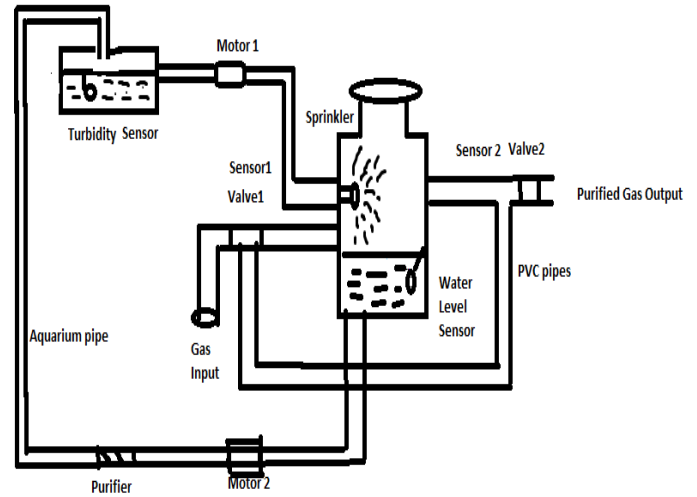 Motor 1
Turbidity Sensor
Sprinkler
Sensor1
Valve1
Sensor 2 Valve2
Purified Gas Output
PVC pipes
Water
Level
Sensor
Aquarium pipe
Gas
Input
Purifier
Motor 2